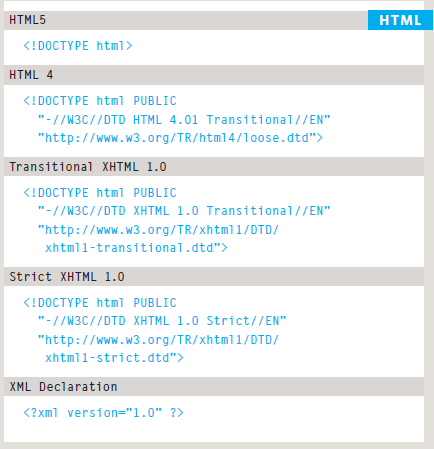 HTML
HTML5
<!DOCTYPE html>
HTML 4
<!DOCTYPE html PUBLIC
"-//W3C//DTD HTML 4.01 Transitional//EN"
"http://www.w3.org/TR/html4/loose.dtd">
Transitional XHTML 1.0
<!DOCTYPE html PUBLIC
"-//W3C//DTD XHTML 1.0 Transitional//EN"
"http://www.w3.org/TR/xhtml1/DTD/
xhtml1-transitional.dtd">
Strict XHTML 1.0
<!DOCTYPE html PUBLIC
"-//W3C//DTD XHTML 1.0 Strict//EN"
"http://www.w3.org/TR/xhtml1/DTD/
xhtml1-strict.dtd">
XML Declaration
<?xml version="1.0" ?>